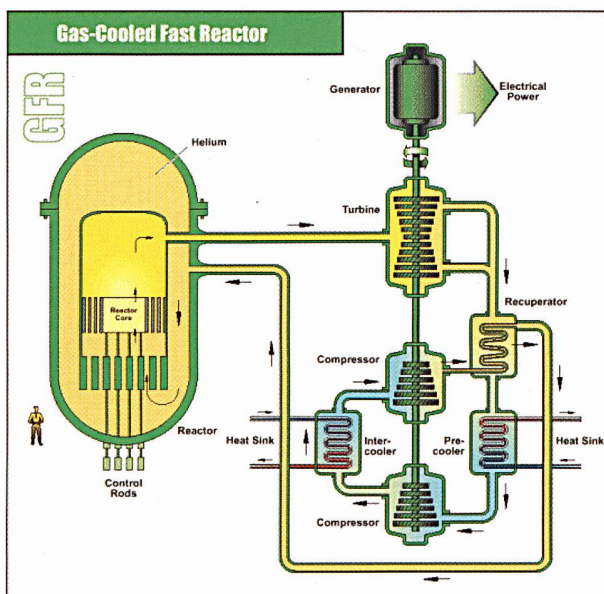 Gas-Cooled Fast Reactor
GFR
Generator
Electrical
Power
Helium
Turbine
Reactor
Core
Recuperator
Compressor
Reactor
Heat Sink
Inter-
cooler
Pre-
cooler
Heat Sink
Control
Rods
Compressor